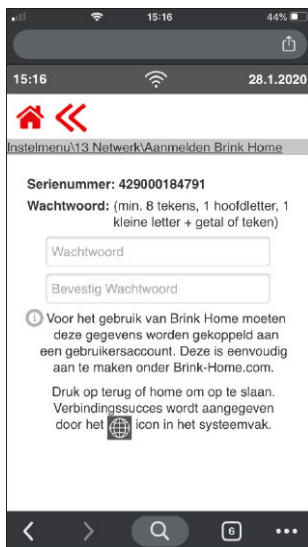 15:16
44%
15:16
28.1.2020
Instelmenu\13 Netwerk\Aanmelden Brink Home
Serienummer: 429000184791
Wachtwoord: (min. 8 tekens, 1 hoofdletter, 1
kleine letter + getal of teken)
Wachtwoord
Bevestig Wachtwoord
Voor het gebruik van Brink Home moeten
deze gegevens worden gekoppeld aan
een gebruikersaccount. Deze is eenvoudig
aan te maken onder Brink-Home.com.
Druk op terug of home om op te slaan.
Verbindingssucces wordt aangegeven
door het icon in het systeemvak.
6